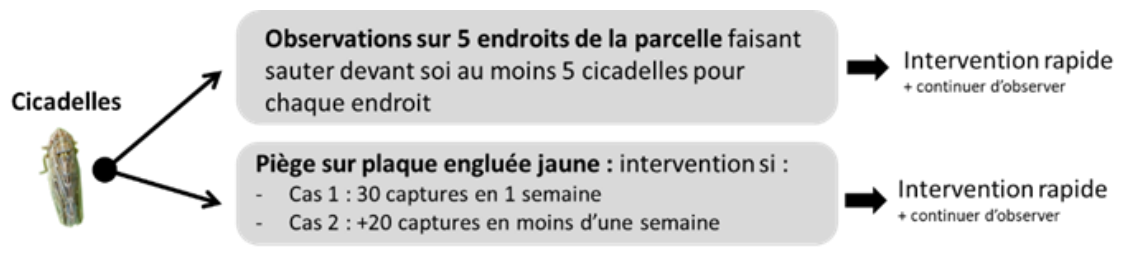 Cicadelles
Observations sur 5 endroits de la parcelle faisant
sauter devant soi au moins 5 cicadelles pour
chaque endroit
Intervention rapide
+ continuer d'observer
Piège sur plaque engluée jaune : intervention si :
- Cas 1 : 30 captures en 1 semaine
- Cas 2 : +20 captures en moins d'une semaine
Intervention rapide
+ continuer d'observer